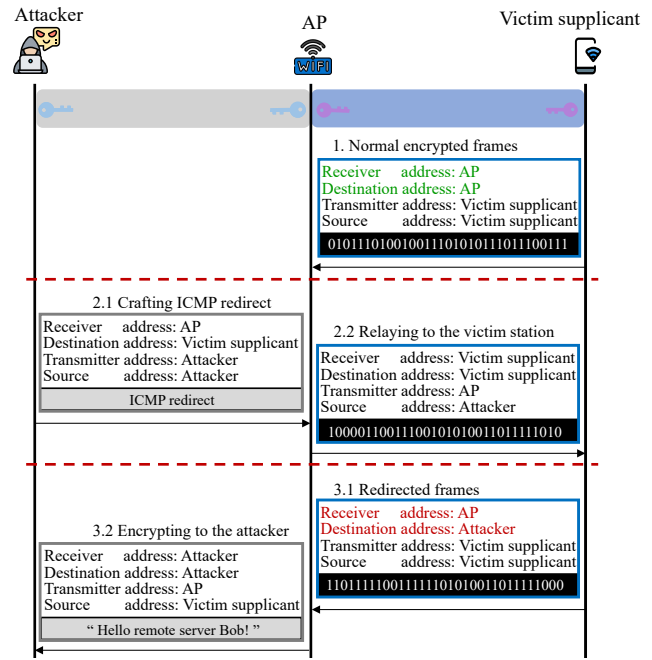 Attacker
AP
Victim supplicant
WiFi
1. Normal encrypted frames
Receiver address: AP
Destination address: AP
Transmitter address: Victim supplicant
Source address: Victim supplicant
0101110100100111010101110111100111
2.1 Crafting ICMP redirect
Receiver address: AP
Destination address: Victim supplicant
Transmitter address: Attacker
Source address: Attacker
ICMP redirect
2.2 Relaying to the victim station
Receiver address: Victim supplicant
Destination address: Victim supplicant
Transmitter address: AP
Source address: Attacker
1000011001110010101010011011111010
3.1 Redirected frames
Receiver address: AP
Destination address: Attacker
Transmitter address: Victim supplicant
Source address: Victim supplicant
1101111100111111010100110111111000
3.2 Encrypting to the attacker
Receiver address: Attacker
Destination address: Attacker
Transmitter address: AP
Source address: Victim supplicant
“ Hello remote server Bob! ”